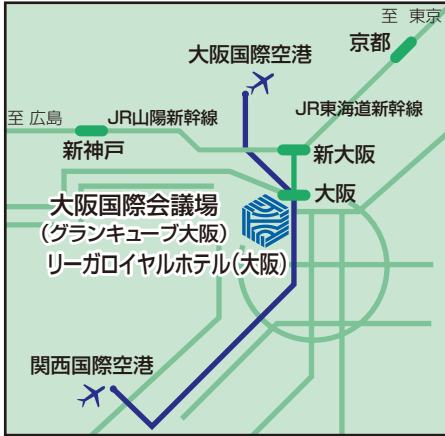 至 東京
京都
大阪国際空港
至 広島
JR山陽新幹線
JR東海道新幹線
新神戸
新大阪
大阪
大阪国際会議場
（グランキューブ大阪）
リーガロイヤルホテル（大阪）
関西国際空港